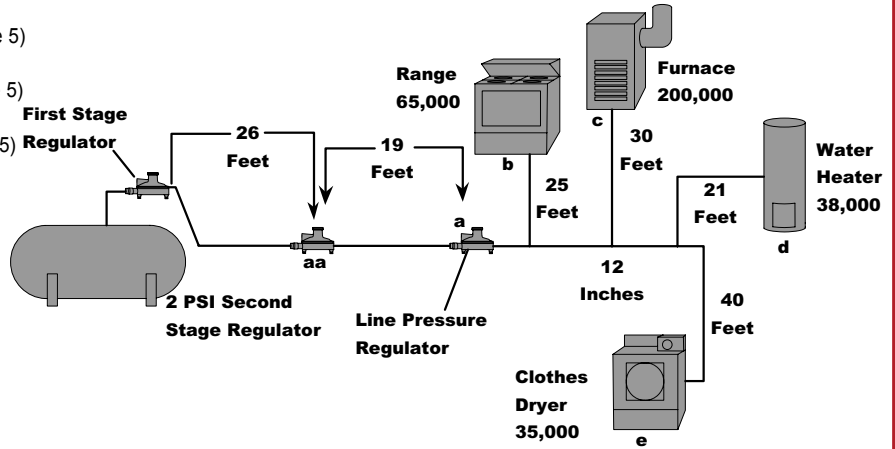 e 5)
5)
5)
First Stage
Regulator
26
Feet
19
Feet
aa
a
2 PSI Second
Stage Regulator
Line Pressure
Regulator
Range
65,000
b
25
Feet
Furnace
200,000
c
30
Feet
12
Inches
21
Feet
Water
Heater
38,000
d
40
Feet
Clothes
Dryer
35,000
e